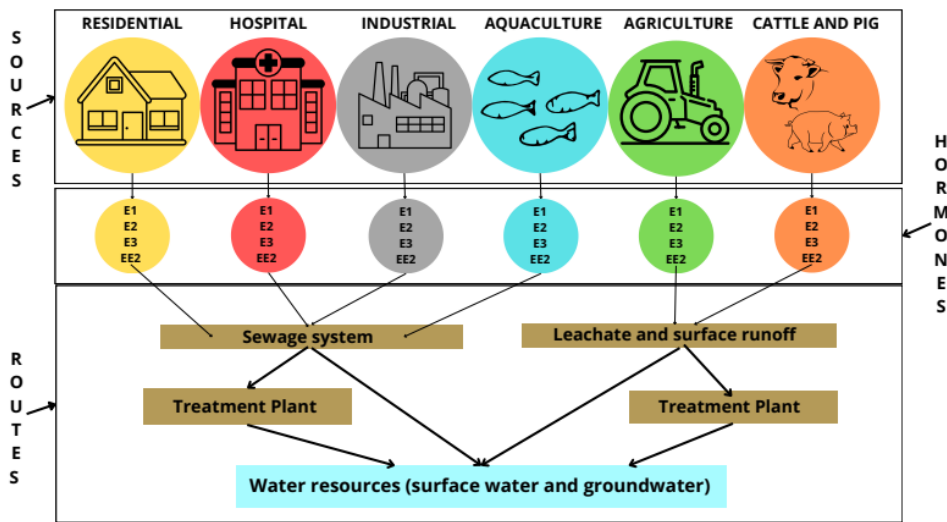 SOURCES
RESIDENTIAL
HOSPITAL
INDUSTRIAL
AQUACULTURE
AGRICULTURE
CATTLE AND PIG
HORMONES
E1
E2
E3
EE2
E1
E2
E3
EE2
E1
E2
E3
EE2
E1
E2
E3
EE2
E1
E2
E3
EE2
E1
E2
E3
EE2
ROUTES
Sewage system
Leachate and surface runoff
Treatment Plant
Treatment Plant
Water resources (surface water and groundwater)